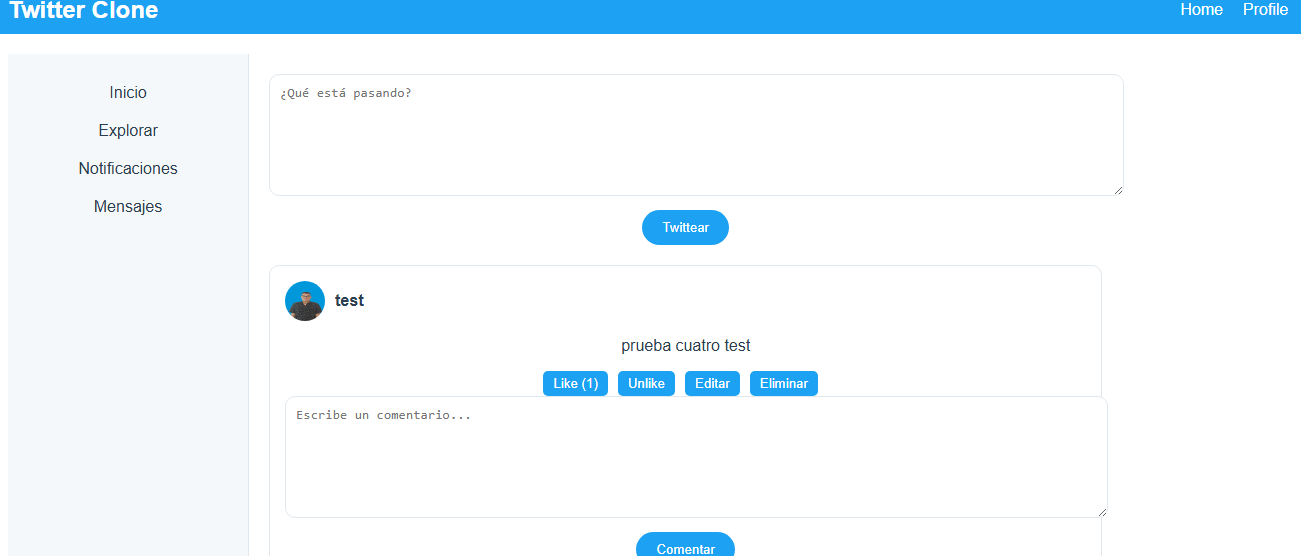 Twitter Clone
Home Profile
Inicio
Explorar
Notificaciones
Mensajes
¿Qué está pasando?
Twittear
test
prueba cuatro test
Like (1) Unlike Editar Eliminar
Escribe un comentario...
Comentar